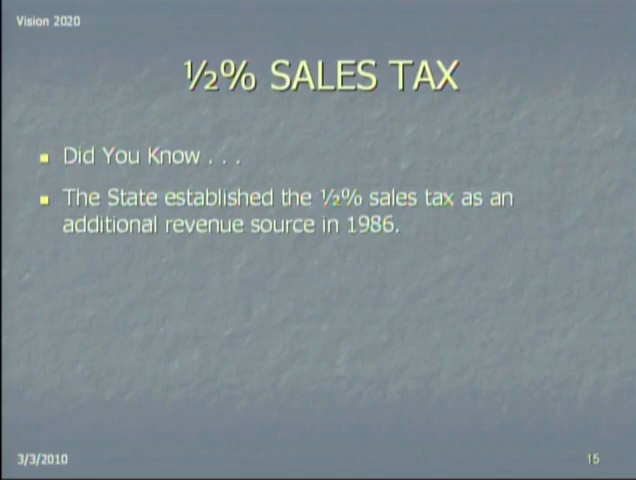 Vision 2020
½% SALES TAX
Did You Know . . .
The State established the ½% sales tax as an
additional revenue source in 1986.
3/3/2010
15